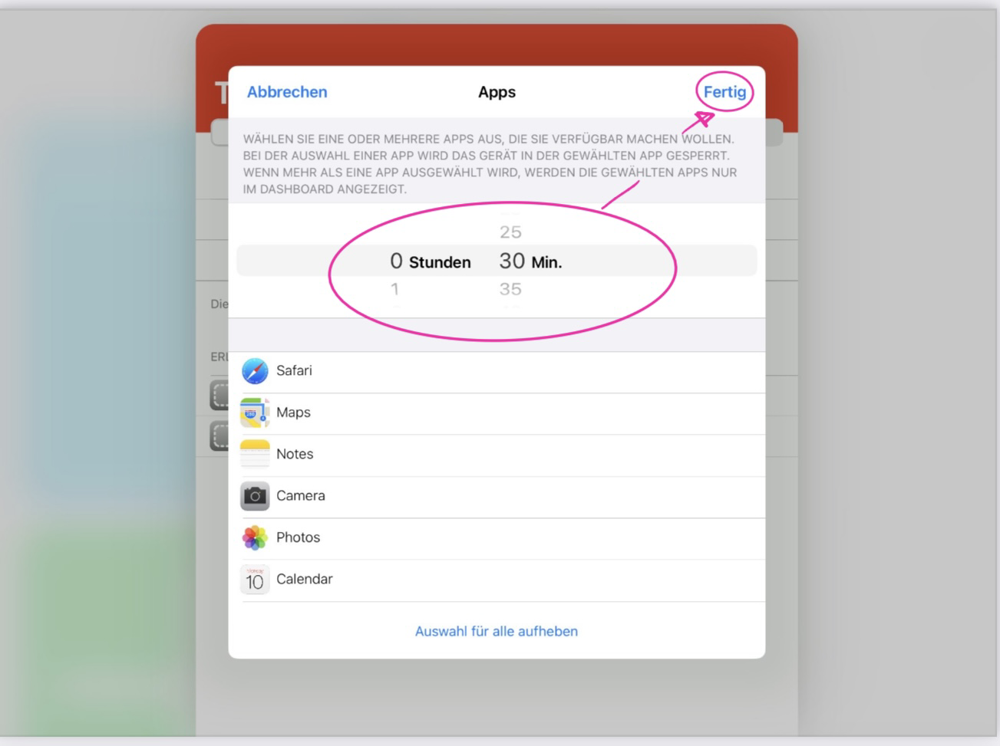 T
Abbrechen Apps Fertig
WÄHLEN SIE EINE ODER MEHRERE APPS AUS, DIE SIE VERFÜGBAR MACHEN WOLLEN.
BEI DER AUSWAHL EINER APP WIRD DAS GERÄT IN DER GEWÄHLTEN APP GESPERRT.
WENN MEHR ALS EINE APP AUSGEWÄHLT WIRD, WERDEN DIE GEWÄHLTEN APPS NUR
IM DASHBOARD ANGEZEIGT.
25
0 Stunden 30 Min.
1 35
Die
ERL
Safari
Maps
Notes
Camera
Photos
10 Calendar
Auswahl für alle aufheben